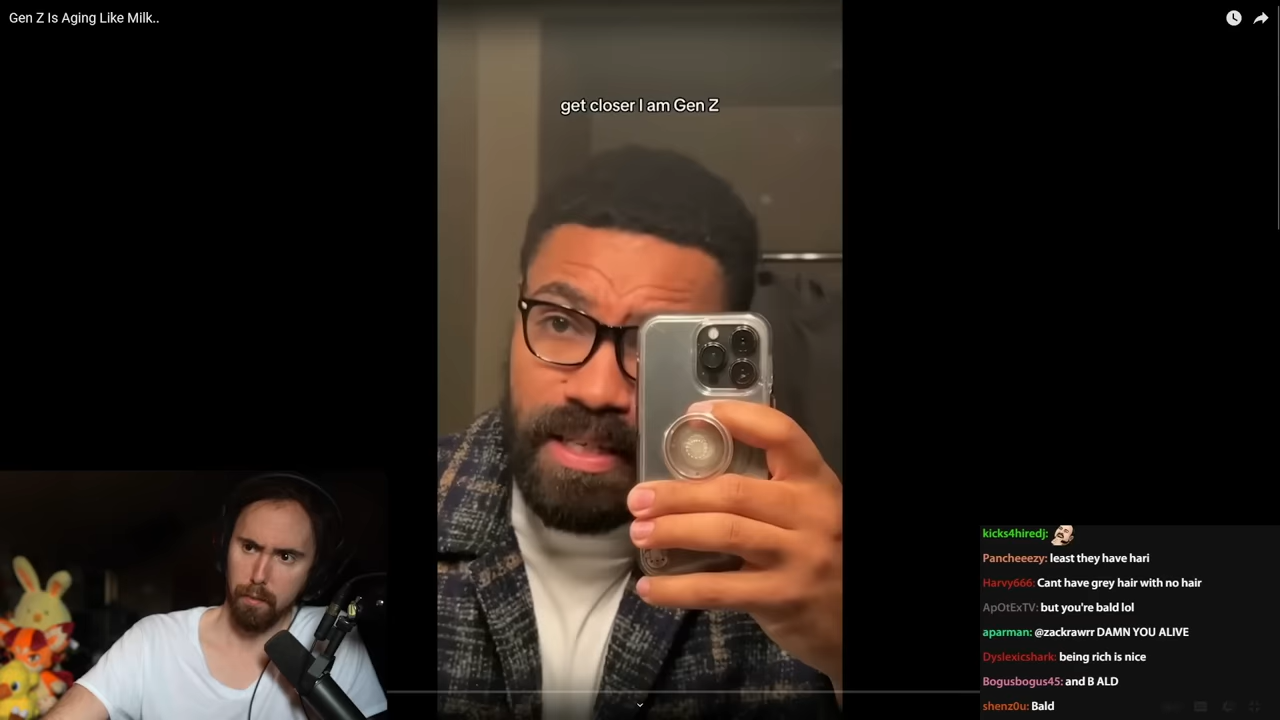 Gen Z Is Aging Like Milk..
get closer I am Gen Z
kicks4hiredj:
Pancheeezy: least they have hari
Harvy666: Cant have grey hair with no hair
ApOtExTV: but you're bald lol
aparman: @zackrawrr DAMN YOU ALIVE
Dyslexicshark: being rich is nice
Bogusbogus45: and B ALD
shenz0u: Bald